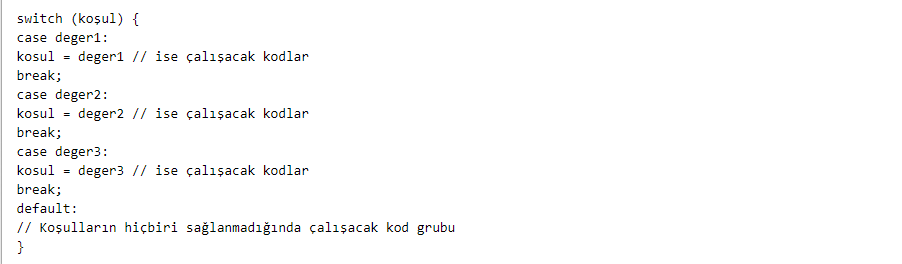 switch (koşul) {
case deger1:
kosul = deger1 // ise çalışacak kodlar
break;
case deger2:
kosul = deger2 // ise çalışacak kodlar
break;
case deger3:
kosul = deger3 // ise çalışacak kodlar
break;
default:
// Koşulların hiçbiri sağlanmadığında çalışacak kod grubu
}